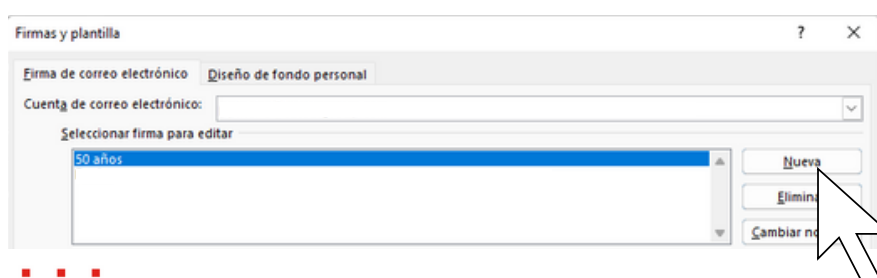 Firmas y plantilla ?
Firma de correo electrónico Diseño de fondo personal
Cuenta de correo electrónico:
Seleccionar firma para editar
50 años
Nueva
Cambiar